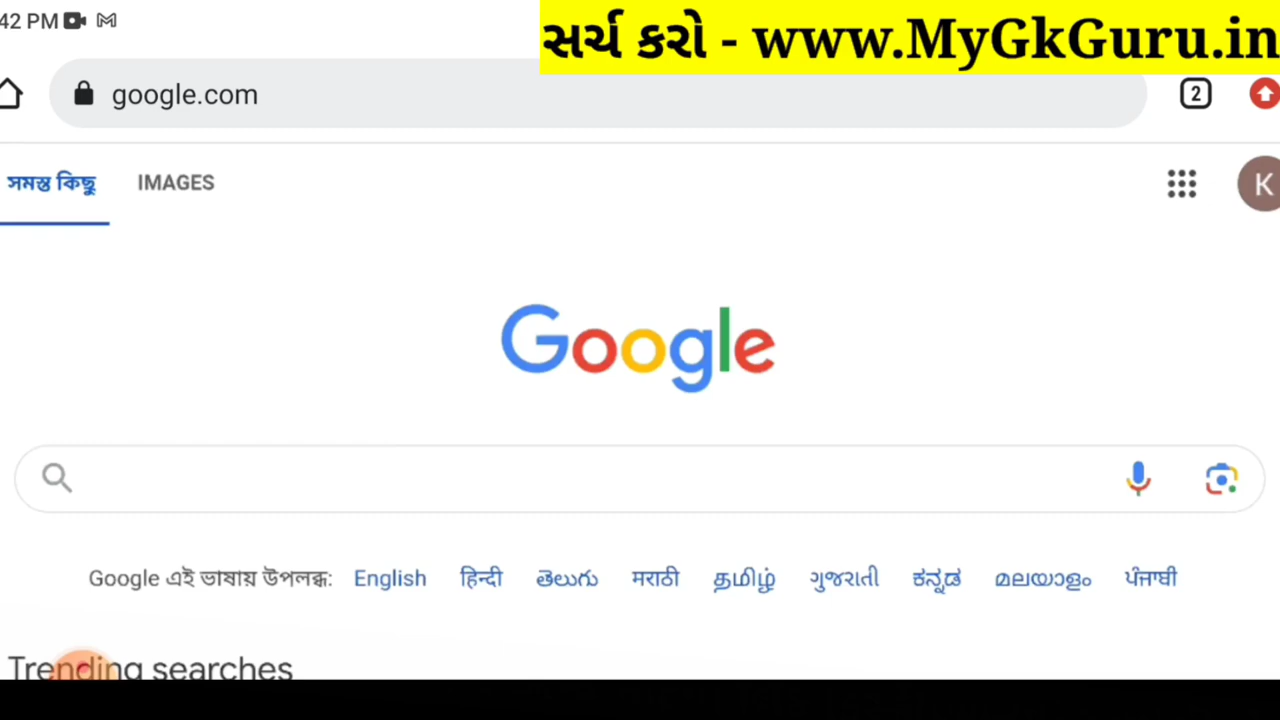 42 PM
સર્ચ કરો - www.MyGkGuru.in
google.com
2
সমস্ত কিছু IMAGES
K
Google
Google এই ভাষায় উপলব্ধ: English हिन्दी తెలుగు मराठी தமிழ் ગુજરાતી ಕನ್ನಡ മലയാളം ਪੰਜਾਬੀ
Trending searches